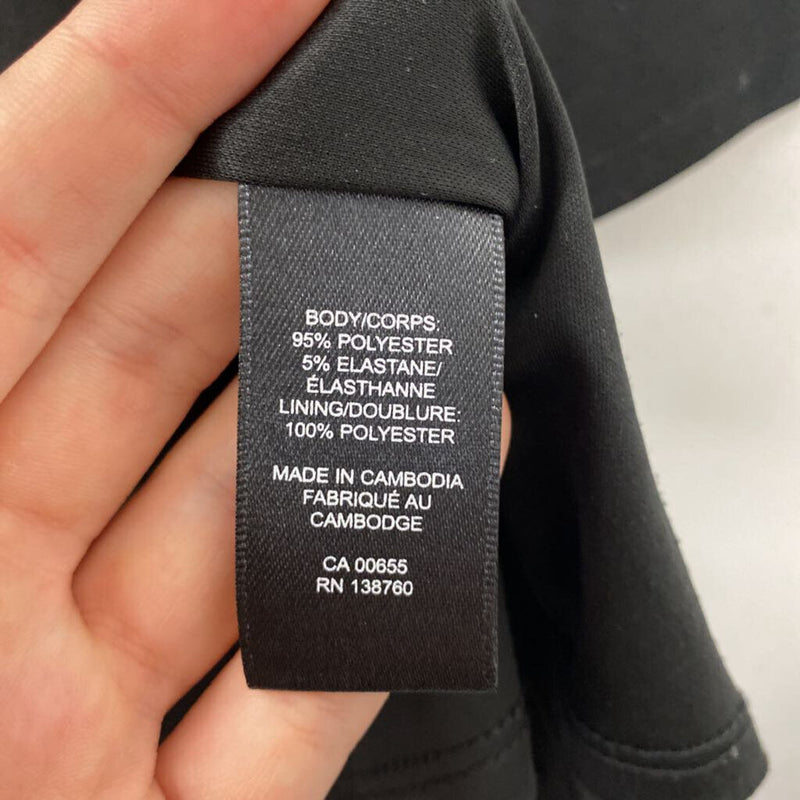 BODY/CORPS:
95% POLYESTER
5% ELASTANE/
ÉLASTHANNE
LINING/DOUBLURE:
100% POLYESTER
MADE IN CAMBODIA
FABRIQUÉ AU
CAMBODGE
CA 00655
RN 138760